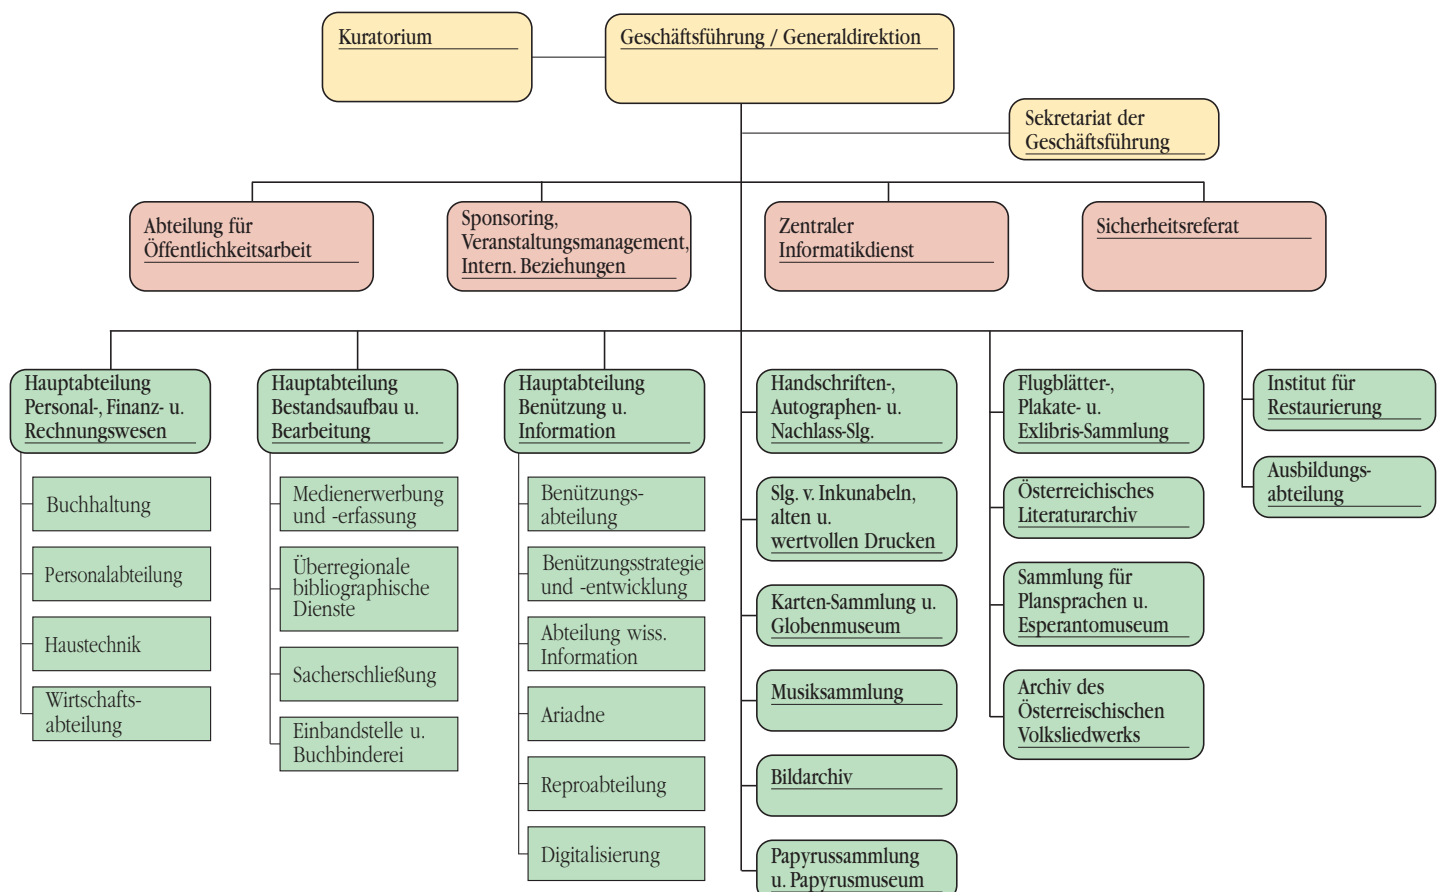 Kuratorium
Geschäftsführung / Generaldirektion
Sekretariat der
Geschäftsführung
Abteilung für
Öffentlichkeitsarbeit
Sponsoring,
Veranstaltungsmanagement,
Intern. Beziehungen
Zentraler
Informatikdienst
Sicherheitsreferat
Hauptabteilung
Personal-, Finanz- u.
Rechnungswesen
Buchhaltung
Personalabteilung
Haustechnik
Wirtschafts-
abteilung
Hauptabteilung
Bestandsaufbau u.
Bearbeitung
Medienerwerbung
und -erfassung
Überregionale
bibliographische
Dienste
Sacherschließung
Einbandstelle u.
Buchbinderei
Hauptabteilung
Benützung u.
Information
Benützungs-
abteilung
Benützungsstrategie
und -entwicklung
Abteilung wiss.
Information
Ariadne
Reproabteilung
Digitalisierung
Handschriften-,
Autographen- u.
Nachlass-Slg.
Slg. v. Inkunabeln,
alten u.
wertvollen Drucken
Karten-Sammlung u.
Globenmuseum
Musiksammlung
Bildarchiv
Papyrussammlung
u. Papyrusmuseum
Flugblätter-,
Plakate- u.
Exlibris-Sammlung
Österreichisches
Literaturarchiv
Sammlung für
Plansprachen u.
Esperantomuseum
Archiv des
Österreischischen
Volksliedwerks
Institut für
Restaurierung
Ausbildungs-
abteilung